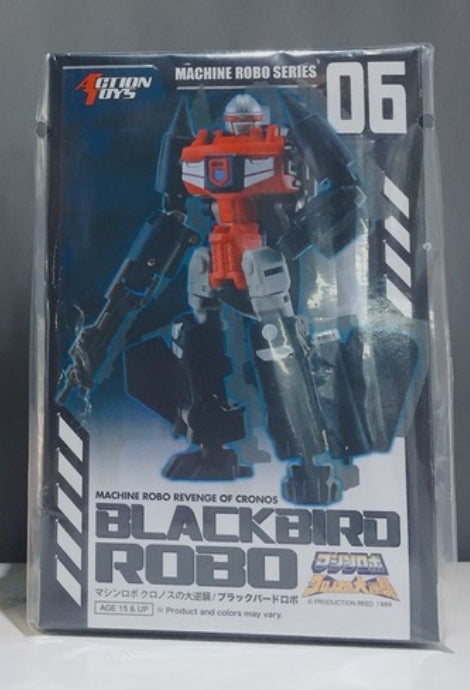 ACTION TOYS
MACHINE ROBO SERIES
06
MACHINE ROBO REVENGE OF CRONOS
BLACKBIRD
ROBO
マシンロボ
クロノスの大逆襲
マシンロボ クロノスの大逆襲/ブラックバードロボ
© PRODUCTION REED 1986
AGE 15 & UP
※ Product and colors may vary.